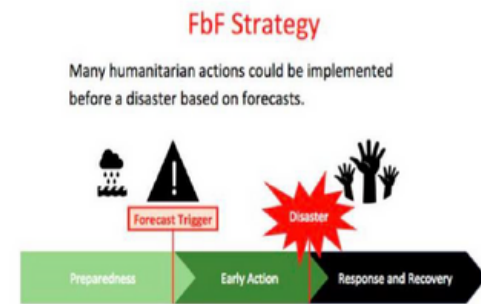 FbF Strategy
Many humanitarian actions could be implemented
before a disaster based on forecasts.
!
Forecast Trigger
Disaster
Preparedness
Early Action
Response and Recovery